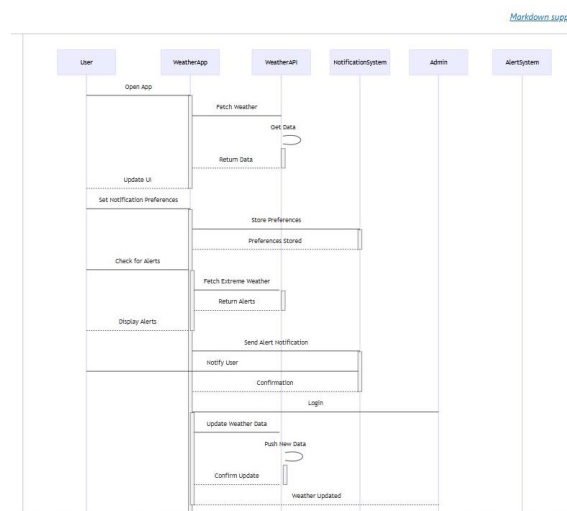 Markdown supp
User WeatherApp WeatherAPI NotificationSystem Admin AlertSystem
Open App
Fetch Weather
Get Data
Return Data
Update UI
Set Notification Preferences
Store Preferences
Preferences Stored
Check for Alerts
Fetch Extreme Weather
Return Alerts
Display Alerts
Send Alert Notification
Notify User
Confirmation
Login
Update Weather Data
Push New Data
Confirm Update
Weather Updated